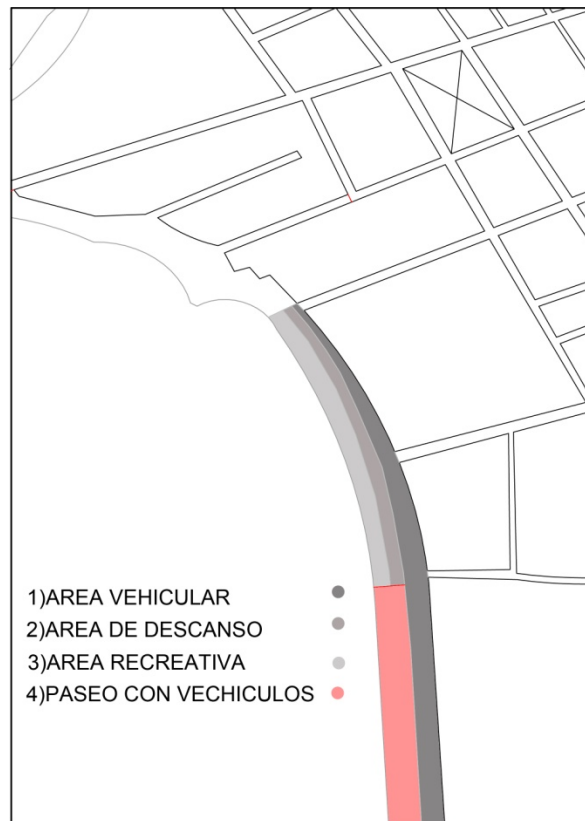 1)AREA VEHICULAR
2)AREA DE DESCANSO
3)AREA RECREATIVA
4)PASEO CON VECHICULOS